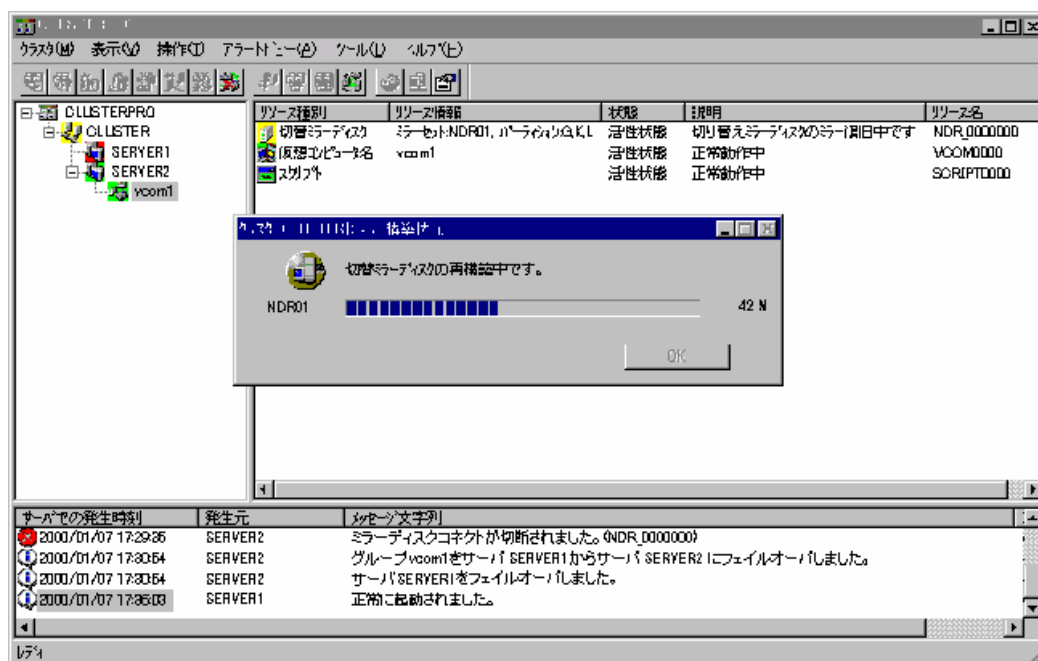 クラスタ(M) 表示(V) 操作(T) アラートビュー(A) ツール(L) ヘルプ(H)
CLUSTERPRO
CLUSTER
SERVER1
SERVER2
vcom1
リソース種別 リソース情報 状態 説明 リソース名
切替ミラーディスク ミラーセット:NDR01, パーティション:G,K,L 活性状態 切り替えミラーディスクのミラー復旧中です NDR_0000000
仮想コンピュータ名 vcom1 活性状態 正常動作中 VCOM0000
スクリプト 活性状態 正常動作中 SCRIPT0000
切替ミラーディスクの再構築中です。
NDR01 42 %
OK
サーバでの発生時刻 発生元 メッセージ文字列
2000/01/07 17:29:35 SERVER2 ミラーディスクコネクトが切断されました。(NDR_0000000)
2000/01/07 17:30:54 SERVER2 グループvcom1をサーバ SERVER1からサーバ SERVER2 にフェイルオーバしました。
2000/01/07 17:30:54 SERVER2 サーバSERVER1をフェイルオーバしました。
2000/01/07 17:36:03 SERVER1 正常に起動されました。
レディ